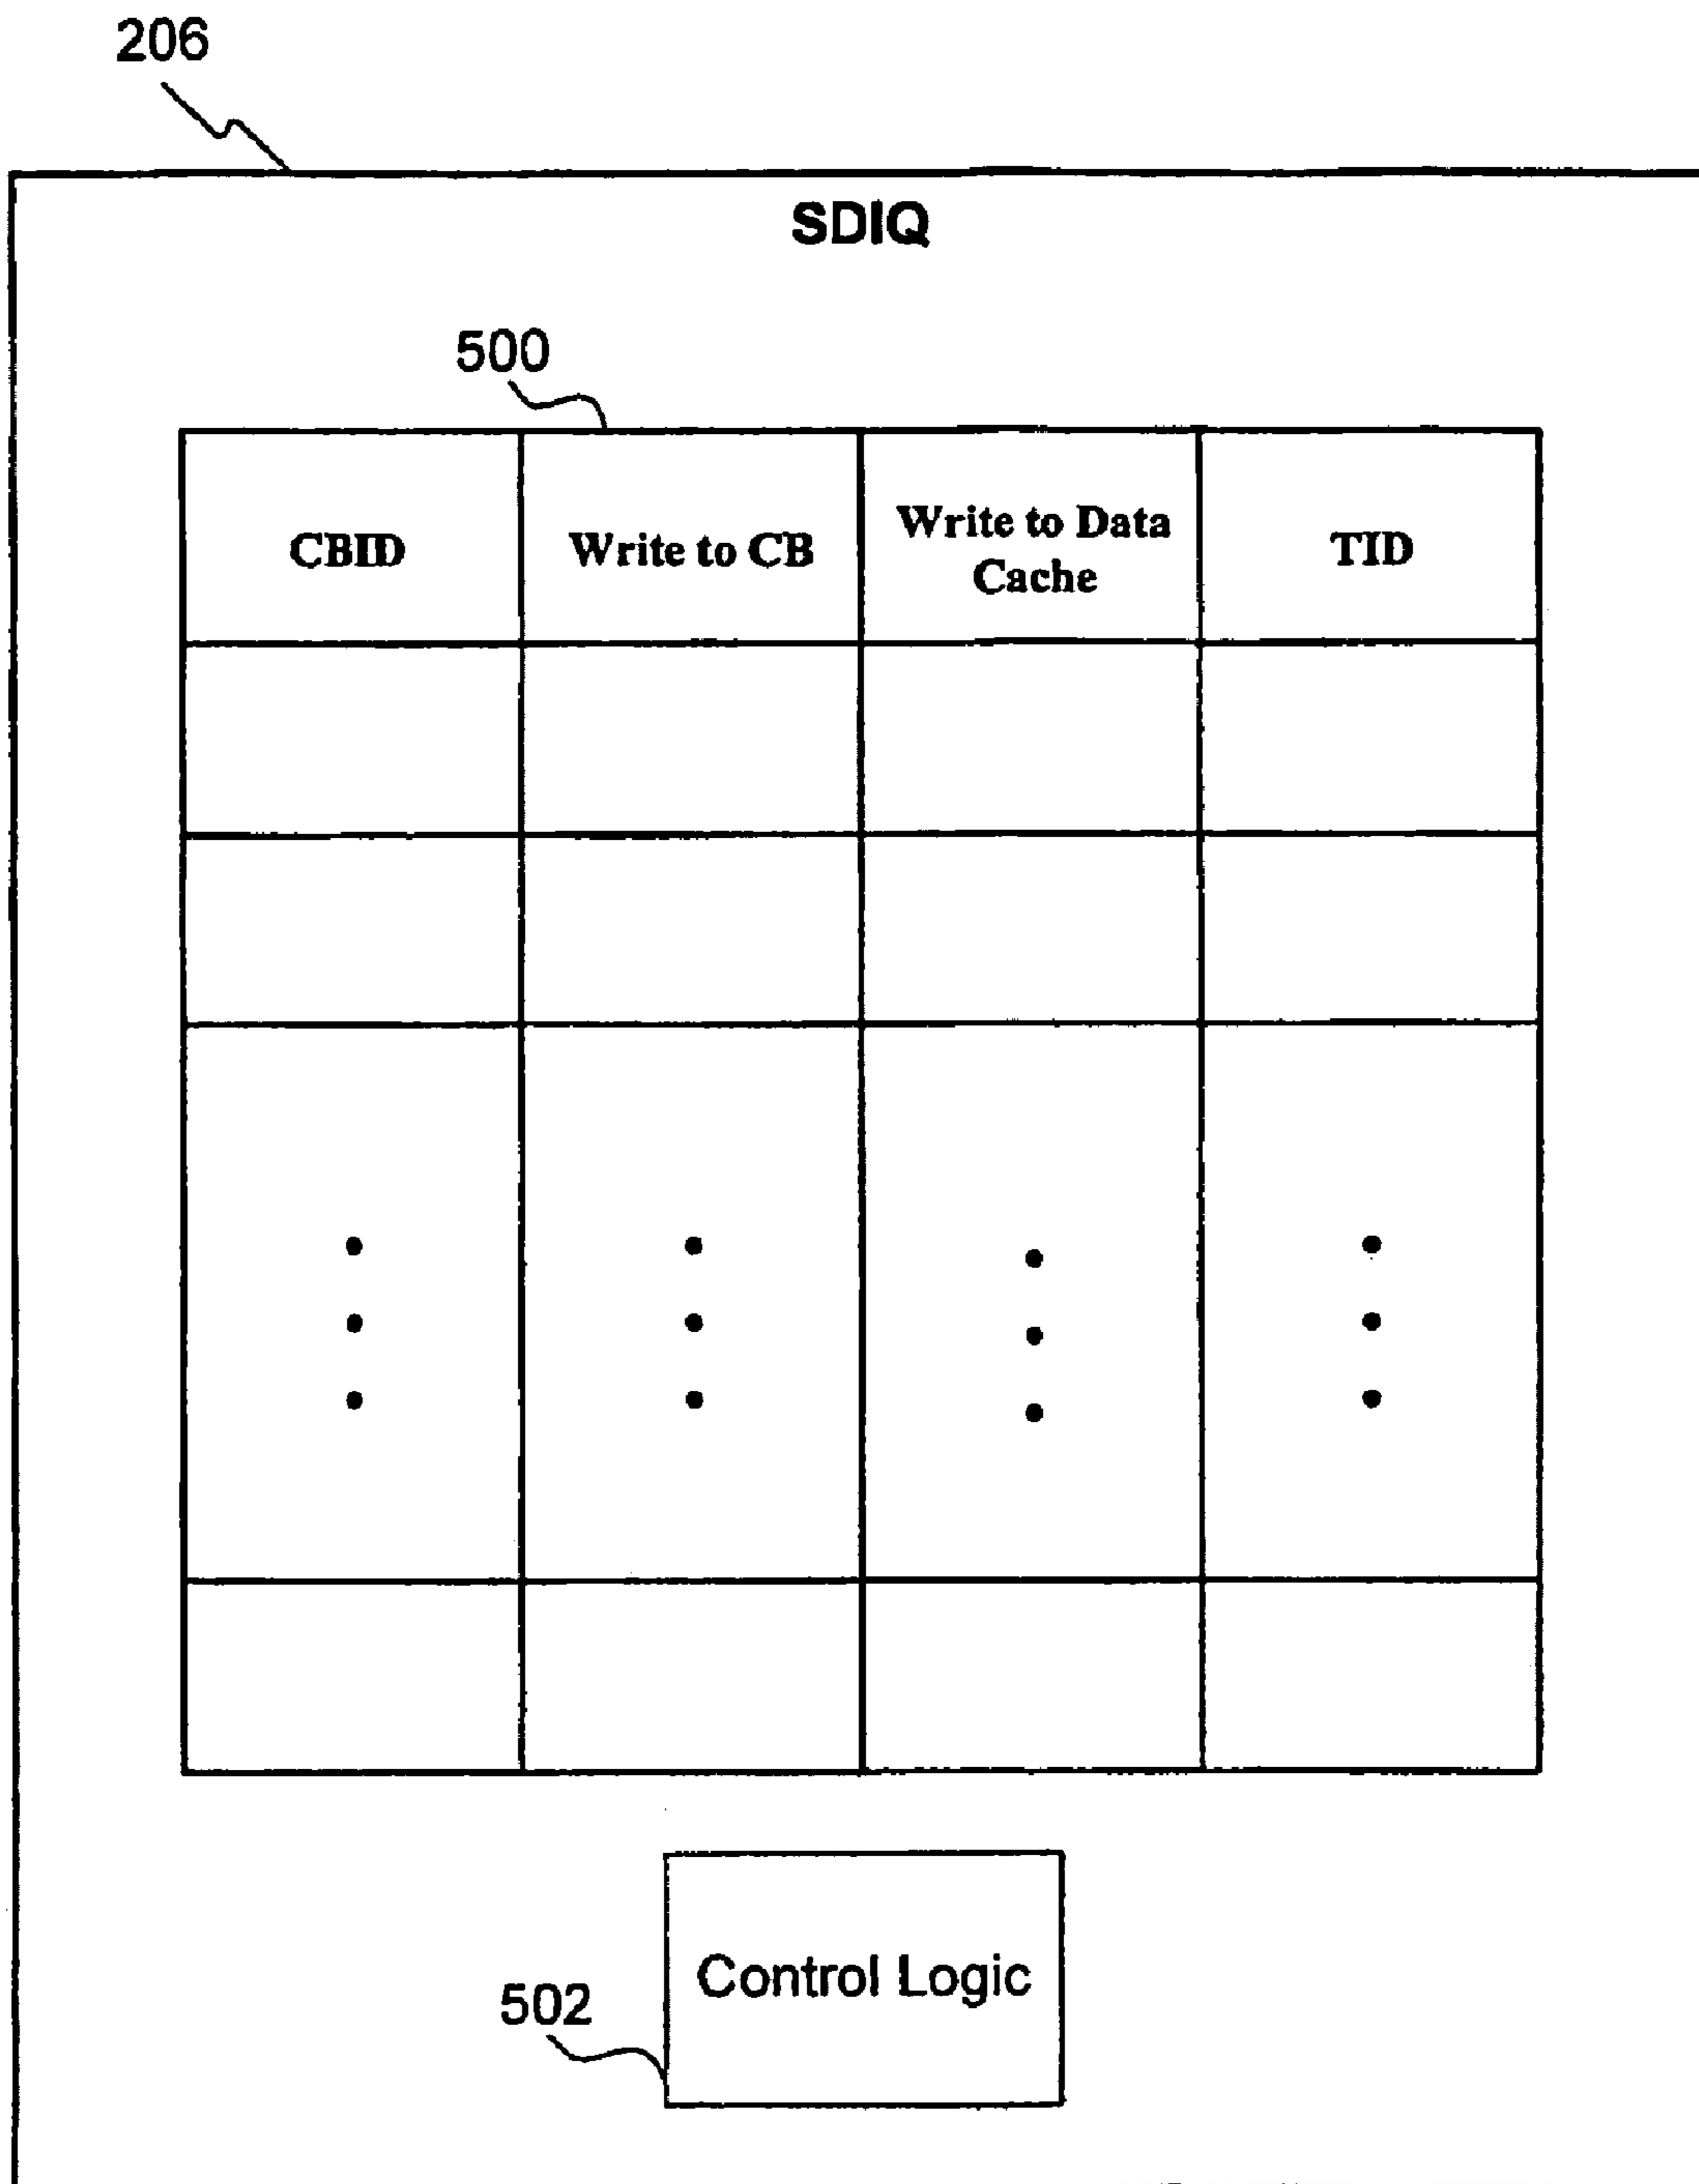 206
SDIQ
500
CBID
Write to CB
Write to Data
Cache
TID
Control Logic
502